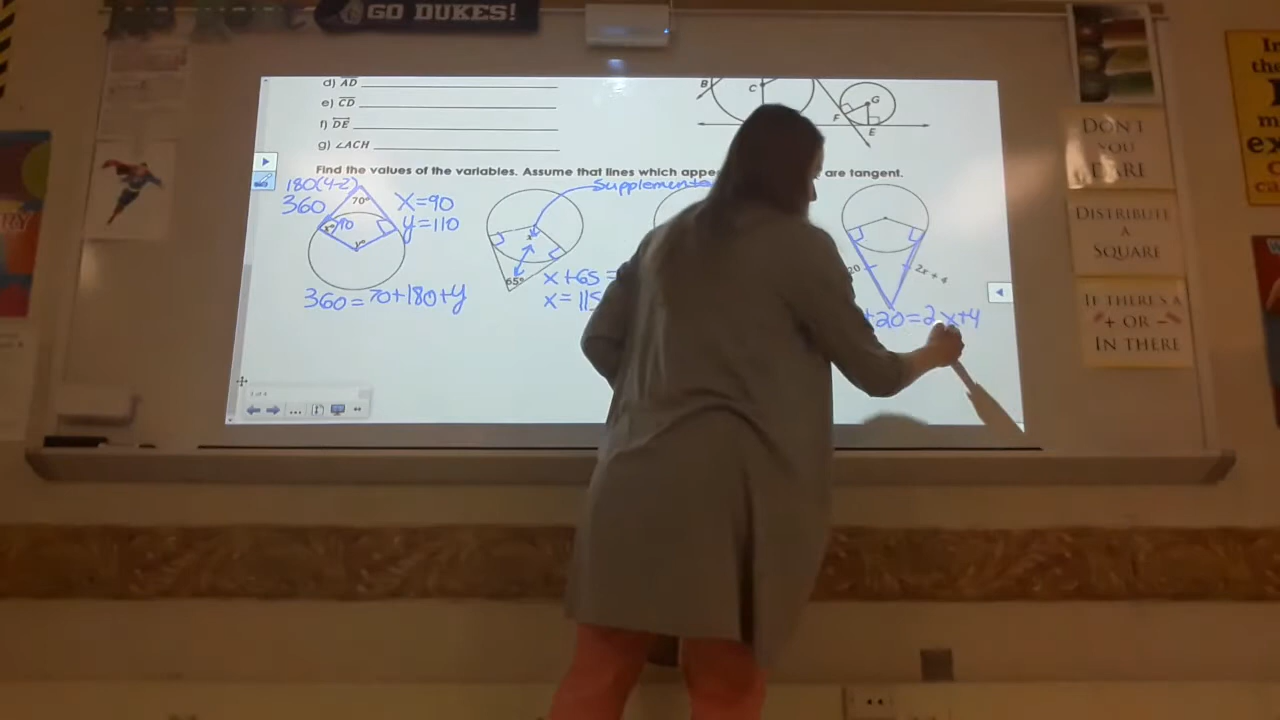 GO DUKES!
d) AD
e) CD
f) DE
g) ∠ACH
B
C
G
F
E
Find the values of the variables. Assume that lines which
are tangent.
180(4-2)
360
70°
x°
90
y°
X=90
y=110
360=70+180+y
Supplementa
x
65°
x+65=
x=115
20
2x + 4
+20=2x+4
DON'T
YOU
DARE
DISTRIBUTE
A
SQUARE
IF THERE'S A
+ OR -
IN THERE